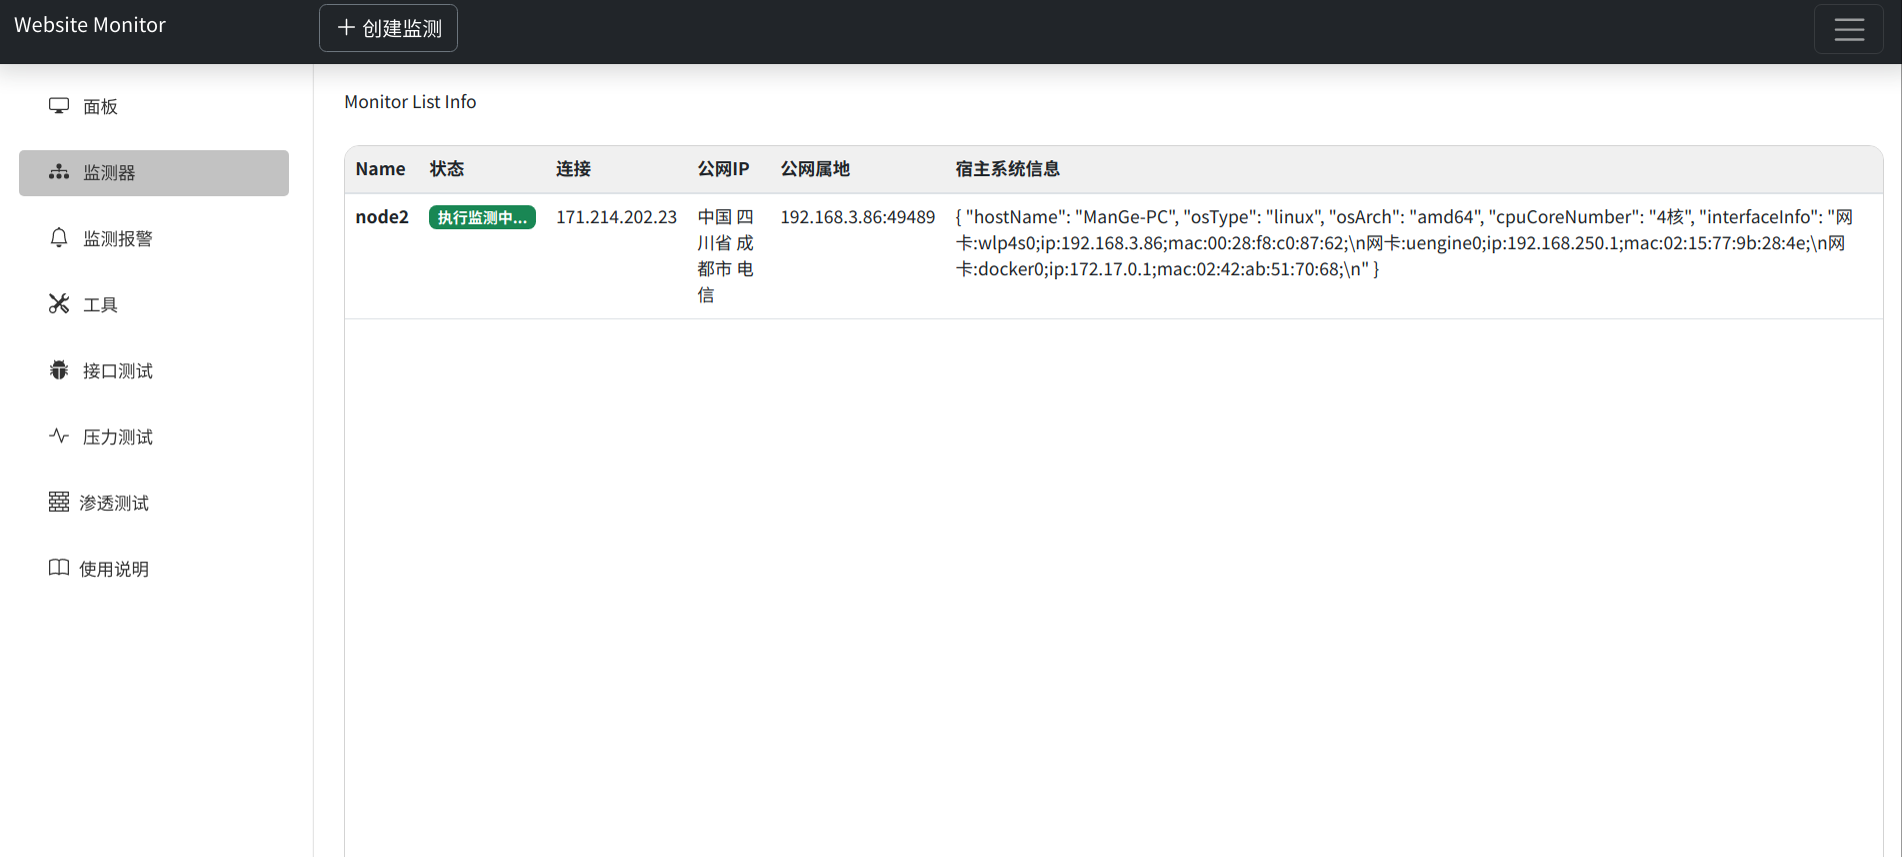 Website Monitor
创建监测
面板
监测器
监测报警
工具
接口测试
压力测试
渗透测试
使用说明
Monitor List Info
Name 状态 连接 公网IP 公网属地 宿主系统信息
node2 执行监测中... 171.214.202.23 中国 四川省 成都市 电信 192.168.3.86:49489 { "hostName": "ManGe-PC", "osType": "linux", "osArch": "amd64", "cpuCoreNumber": "4核", "interfaceInfo": "网
卡:wlp4s0;ip:192.168.3.86;mac:00:28:f8:c0:87:62;\n网卡:uengine0;ip:192.168.250.1;mac:02:15:77:9b:28:4e;\n网
卡:docker0;ip:172.17.0.1;mac:02:42:ab:51:70:68;\n" }